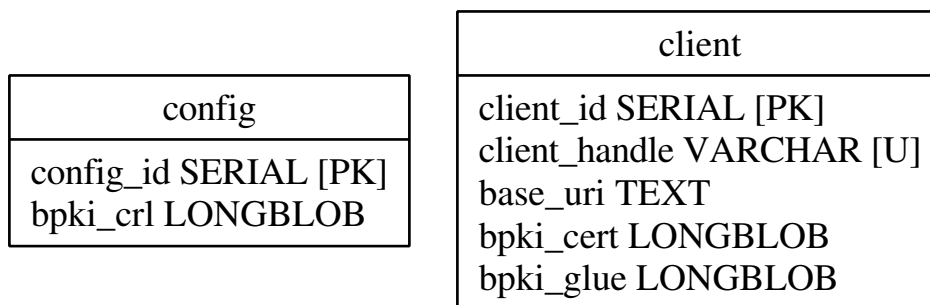 config
config_id SERIAL [PK]
bpki_crl LONGBLOB
client
client_id SERIAL [PK]
client_handle VARCHAR [U]
base_uri TEXT
bpki_cert LONGBLOB
bpki_glue LONGBLOB